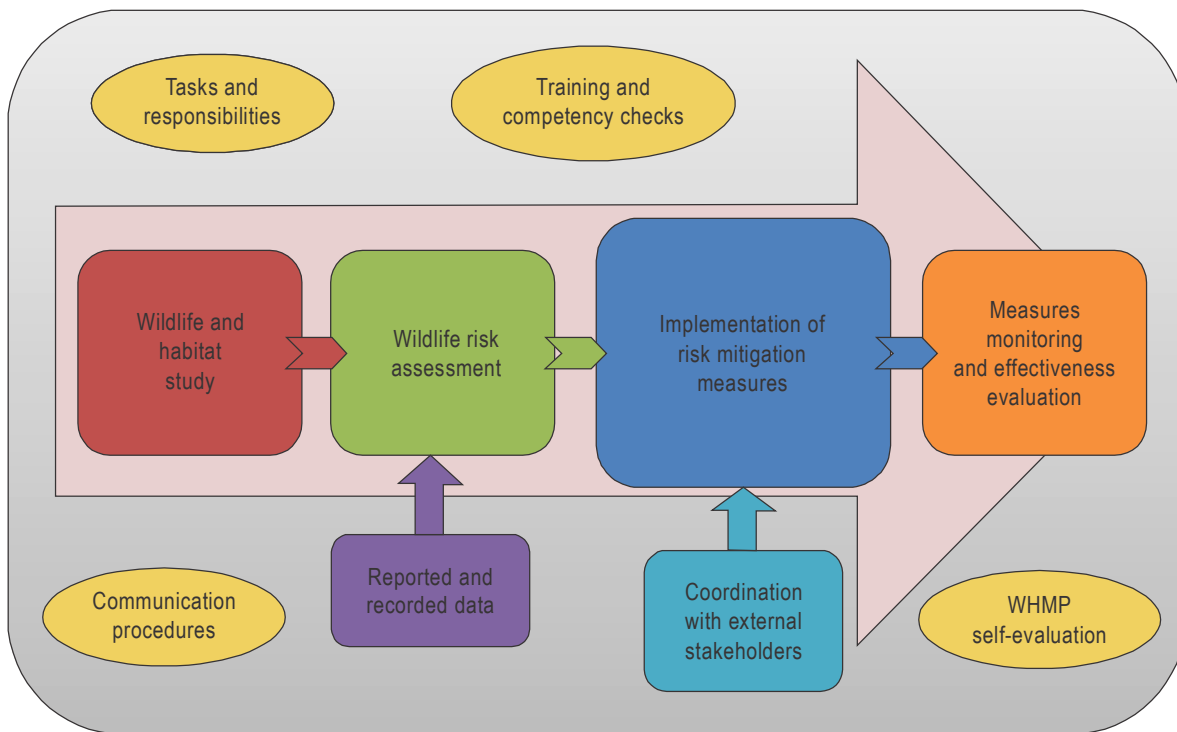 Tasks and
responsibilities
Training and
competency checks
Wildlife and
habitat
study
Wildlife risk
assessment
Implementation of
risk mitigation
measures
Measures
monitoring
and effectiveness
evaluation
Reported and
recorded data
Coordination
with external
stakeholders
Communication
procedures
WHMP
self-evaluation